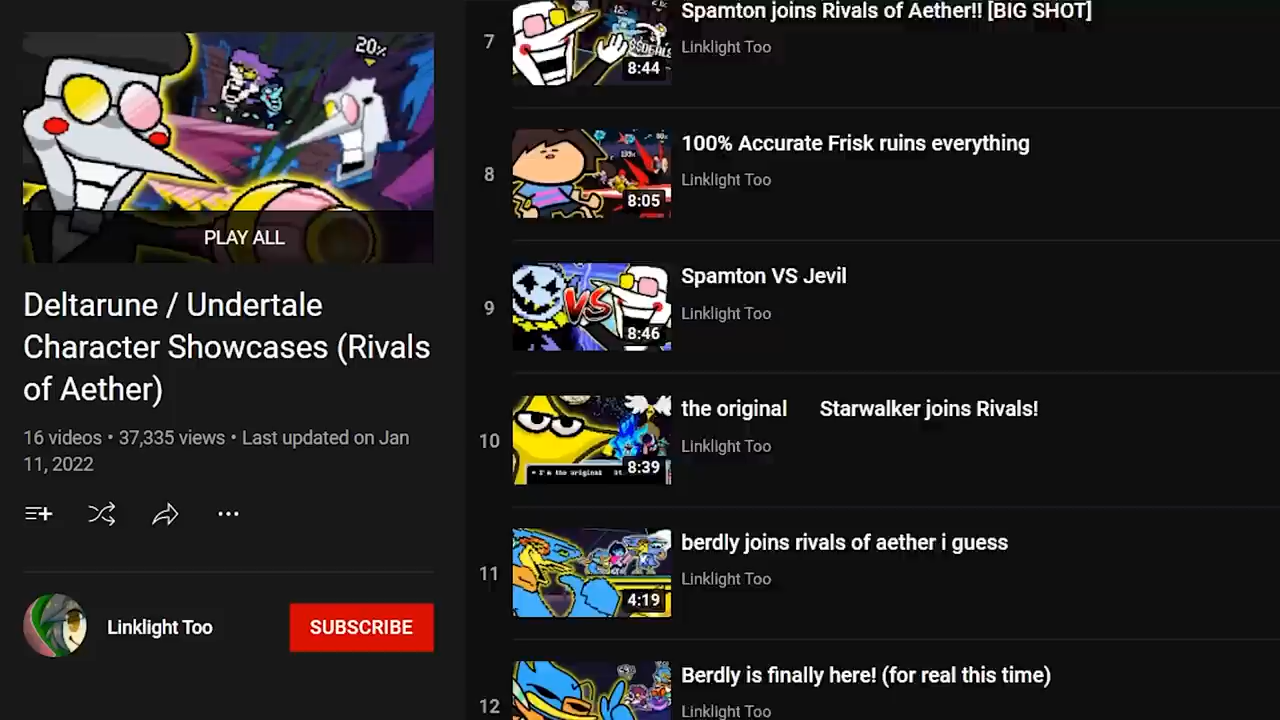 20%
PLAY ALL
Deltarune / Undertale
Character Showcases (Rivals
of Aether)
16 videos • 37,335 views • Last updated on Jan
11, 2022
Linklight Too
SUBSCRIBE
7
8:44
Spamton joins Rivals of Aether!! [BIG SHOT]
Linklight Too
8
8:05
100% Accurate Frisk ruins everything
Linklight Too
9
VS
8:46
Spamton VS Jevil
Linklight Too
10
* I'm the original
8:39
the original Starwalker joins Rivals!
Linklight Too
11
4:19
berdly joins rivals of aether i guess
Linklight Too
12
Berdly is finally here! (for real this time)
Linklight Too